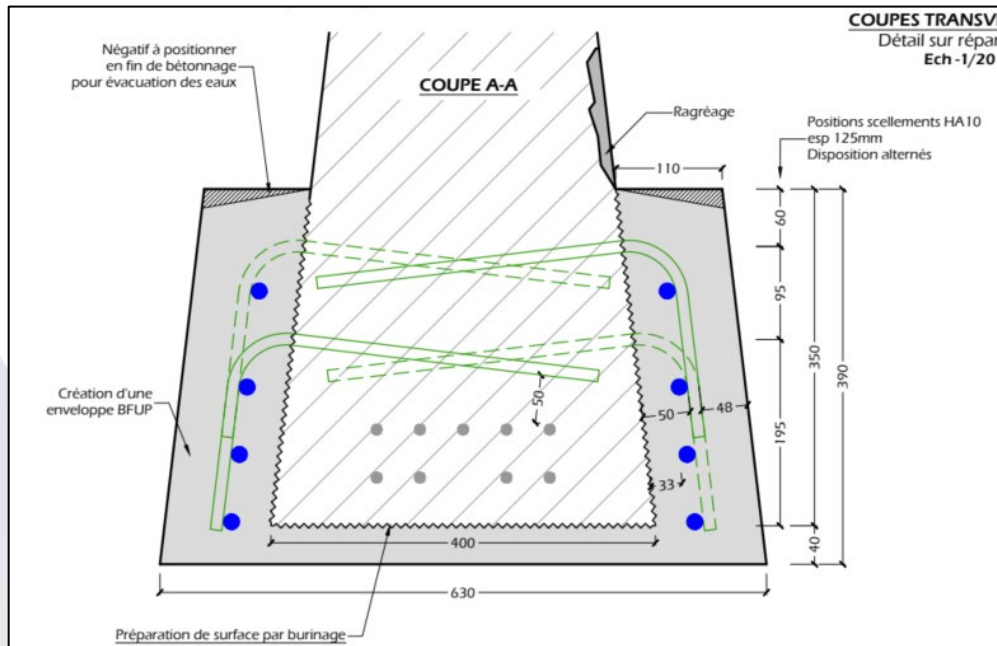 COUPES TRANSV
Détail sur répar
Ech -1/20
Négatif à positionner
en fin de bétonnage
pour évacuation des eaux
COUPE A-A
Ragréage
Positions scellements HA10
esp 125mm
Disposition alternés
110
60
95
350
390
Création d'une
enveloppe BFUP
50
50
48
195
33
400
40
630
Préparation de surface par burinage